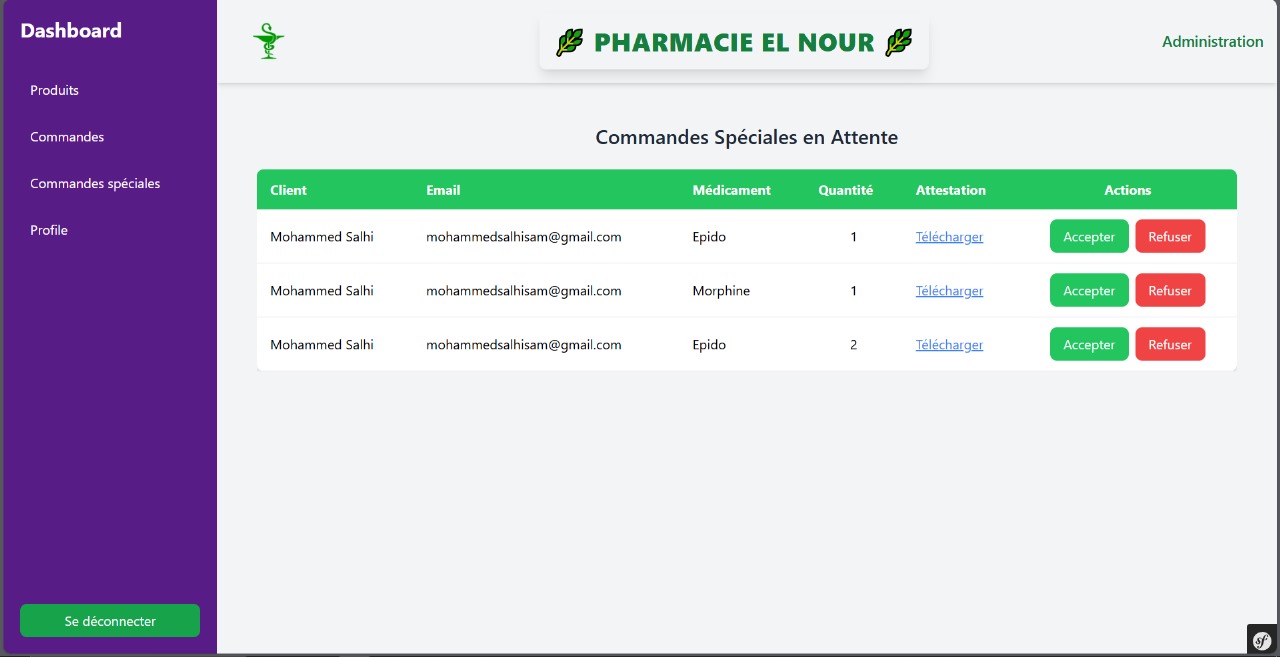 Dashboard
Produits
Commandes
Commandes spéciales
Profile
Se déconnecter
PHARMACIE EL NOUR
Administration
Commandes Spéciales en Attente
Client Email Médicament Quantité Attestation Actions
Mohammed Salhi mohammedsalhisam@gmail.com Epido 1 Télécharger Accepter Refuser
Mohammed Salhi mohammedsalhisam@gmail.com Morphine 1 Télécharger Accepter Refuser
Mohammed Salhi mohammedsalhisam@gmail.com Epido 2 Télécharger Accepter Refuser
sf